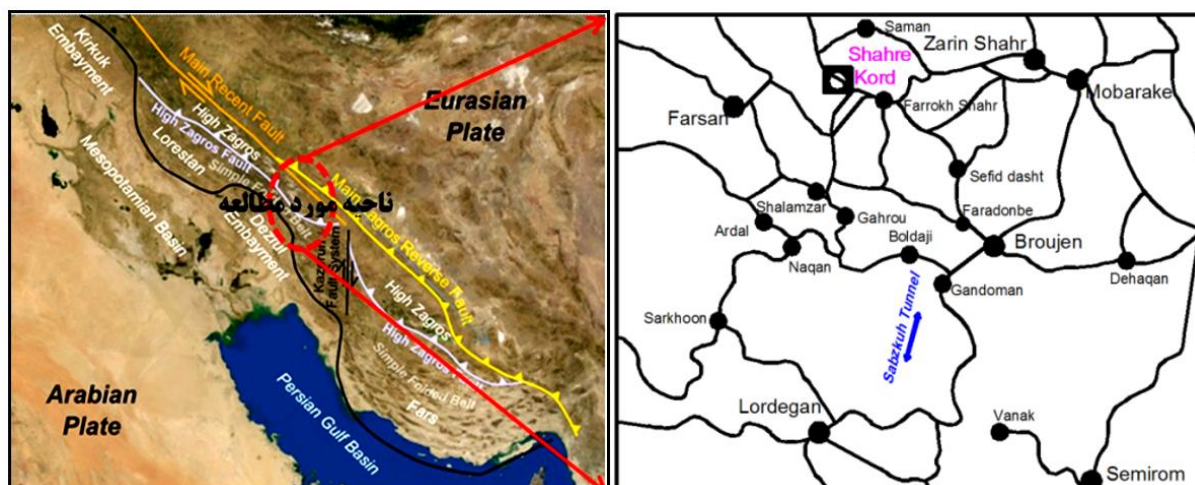 Kirkuk
Embayment
Main Recent Fault
High Zagros
High Zagros Fault
Lorestan
Mesopotamian Basin
Eurasian
Plate
ناحیه مورد مطالعه
Main Zagros Reverse Fault
Dezful
Embayment
Kazerun
Fault System
High Zagros
High Zagros
Simple Folded Belt
Fars
Persian Gulf Basin
Arabian
Plate
Saman
Shahre
Kord
Zarin Shahr
Mobarake
Farrokh Shahr
Farsan
Sefid dasht
Shalamzar
Gahrou
Faradonbe
Ardal
Boldaji
Broujen
Naqan
Dehaqan
Gandoman
Sabzkuh Tunnel
Sarkhoon
Lordegan
Vanak
Semirom